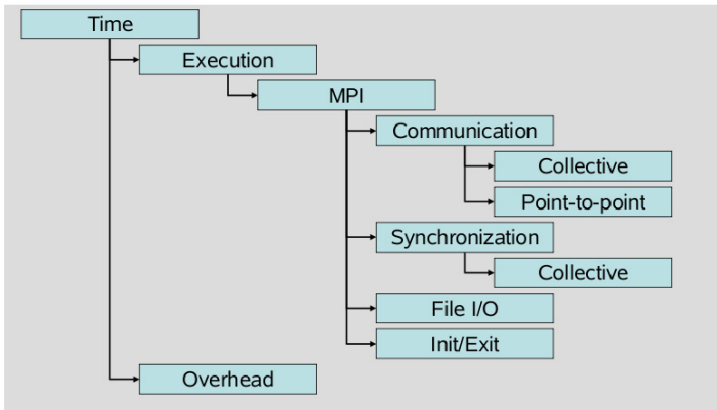 Time
Execution
MPI
Communication
Collective
Point-to-point
Synchronization
Collective
File I/O
Init/Exit
Overhead